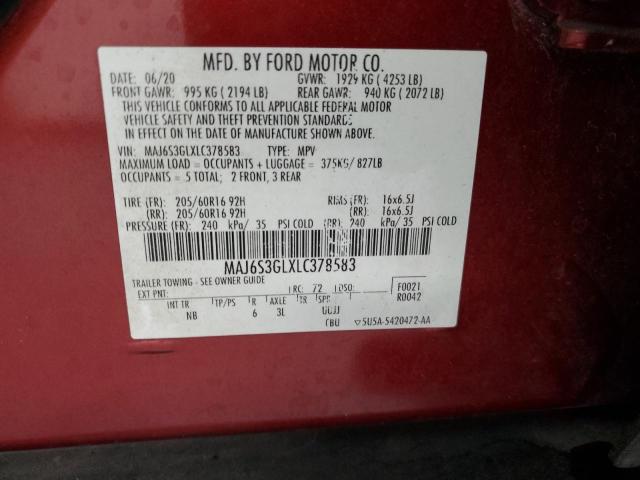 MFD. BY FORD MOTOR CO.
DATE: 06/20 GVWR: 1929 KG ( 4253 LB)
FRONT GAWR: 995 KG ( 2194 LB) REAR GAWR: 940 KG ( 2072 LB)
THIS VEHICLE CONFORMS TO ALL APPLICABLE FEDERAL MOTOR
VEHICLE SAFETY AND THEFT PREVENTION STANDARDS
IN EFFECT ON THE DATE OF MANUFACTURE SHOWN ABOVE.
VIN: MAJ6S3GLXLC378583 TYPE: MPV
MAXIMUM LOAD = OCCUPANTS + LUGGAGE = 375KG/ 827LB
OCCUPANTS = 5 TOTAL; 2 FRONT, 3 REAR
TIRE (FR): 205/60R16 92H RIMS (FR): 16x6.5J
(RR): 205/60R16 92H (RR): 16x6.5J
PRESSURE (FR): 240 kPa/ 35 PSI COLD (RR): 240 kPa/ 35 PSI COLD
MAJ6S3GLXLC378583
TRAILER TOWING - SEE OWNER GUIDE
EXT PNT: RC: 72 DSO: F0021
R0042
INT TR TP/PS R AXLE TR SPR
NB 6 3L UUJJ
CBU ▽5U5A-5420472-AA